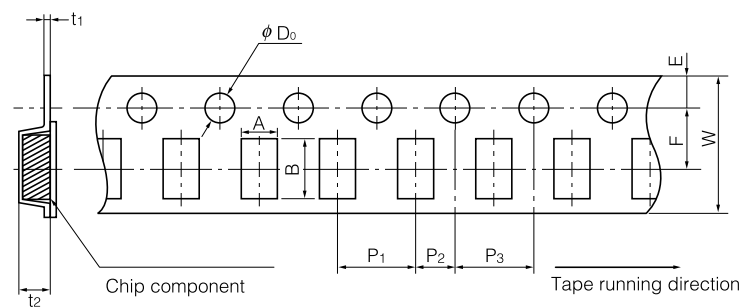 t1
ϕ D0
E
A
B
F
W
P1 P2 P3
t2
Chip component
Tape running direction